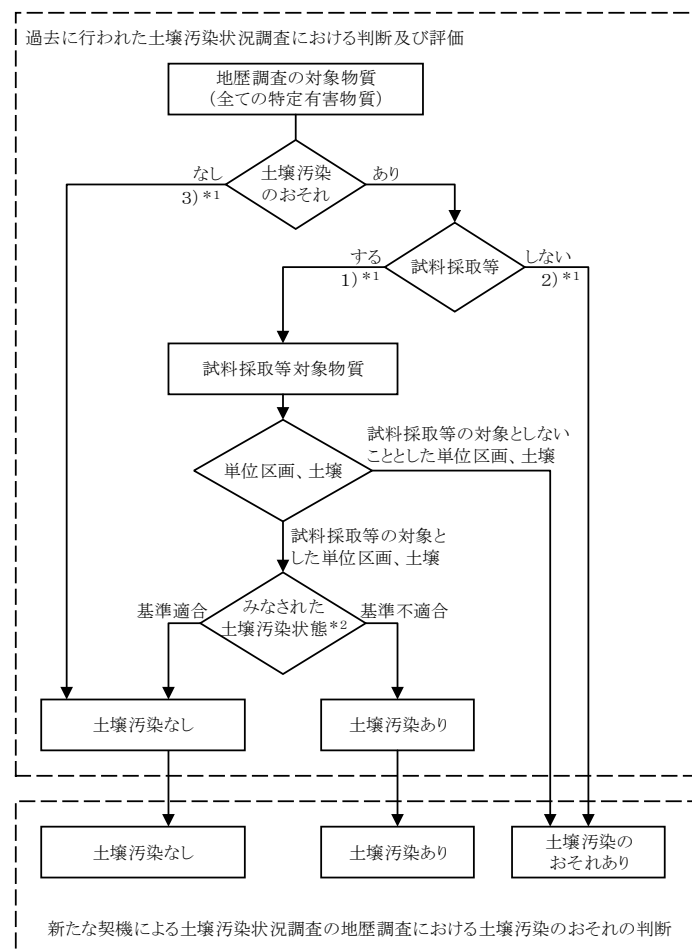 過去に行われた土壌汚染状況調査における判断及び評価
地歴調査の対象物質
（全ての特定有害物質）
なし
3）*1
土壌汚染
のおそれ
あり
する
1）*1
試料採取等
しない
2）*1
試料採取等対象物質
試料採取等の対象としない
こととした単位区画、土壌
単位区画、土壌
試料採取等の対象と
した単位区画、土壌
基準適合
みなされた
土壌汚染状態*2
基準不適合
土壌汚染なし
土壌汚染あり
土壌汚染なし
土壌汚染あり
土壌汚染の
おそれあり
新たな契機による土壌汚染状況調査の地歴調査における土壌汚染のおそれの判断